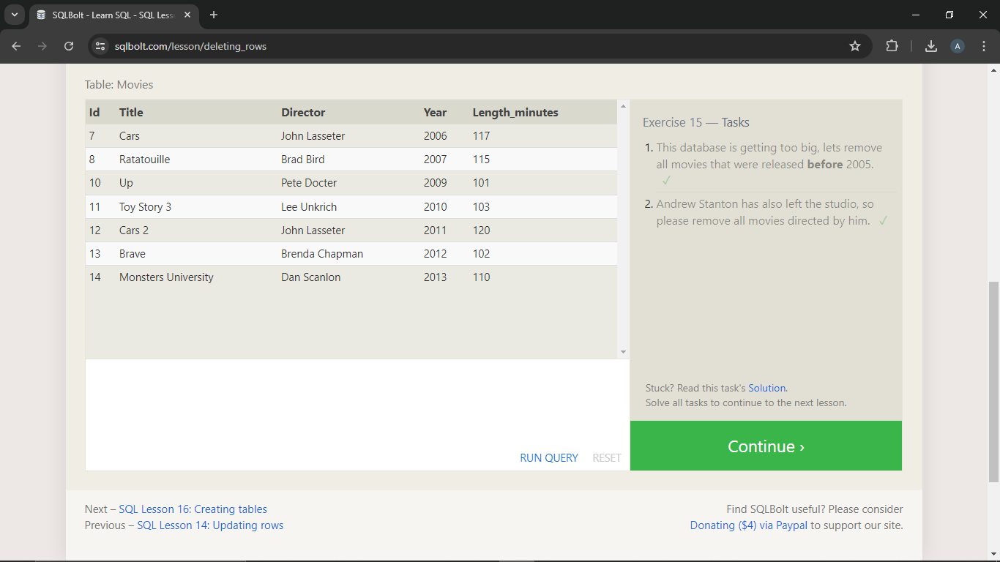 SQLBolt - Learn SQL - SQL Less
sqlbolt.com/lesson/deleting_rows
A
Table: Movies
Id Title Director Year Length_minutes
7 Cars John Lasseter 2006 117
8 Ratatouille Brad Bird 2007 115
10 Up Pete Docter 2009 101
11 Toy Story 3 Lee Unkrich 2010 103
12 Cars 2 John Lasseter 2011 120
13 Brave Brenda Chapman 2012 102
14 Monsters University Dan Scanlon 2013 110
RUN QUERY RESET
Exercise 15 — Tasks
1. This database is getting too big, lets remove
all movies that were released before 2005.
✓
2. Andrew Stanton has also left the studio, so
please remove all movies directed by him. ✓
Stuck? Read this task's Solution.
Solve all tasks to continue to the next lesson.
Continue ›
Next – SQL Lesson 16: Creating tables
Previous – SQL Lesson 14: Updating rows
Find SQLBolt useful? Please consider
Donating ($4) via Paypal to support our site.